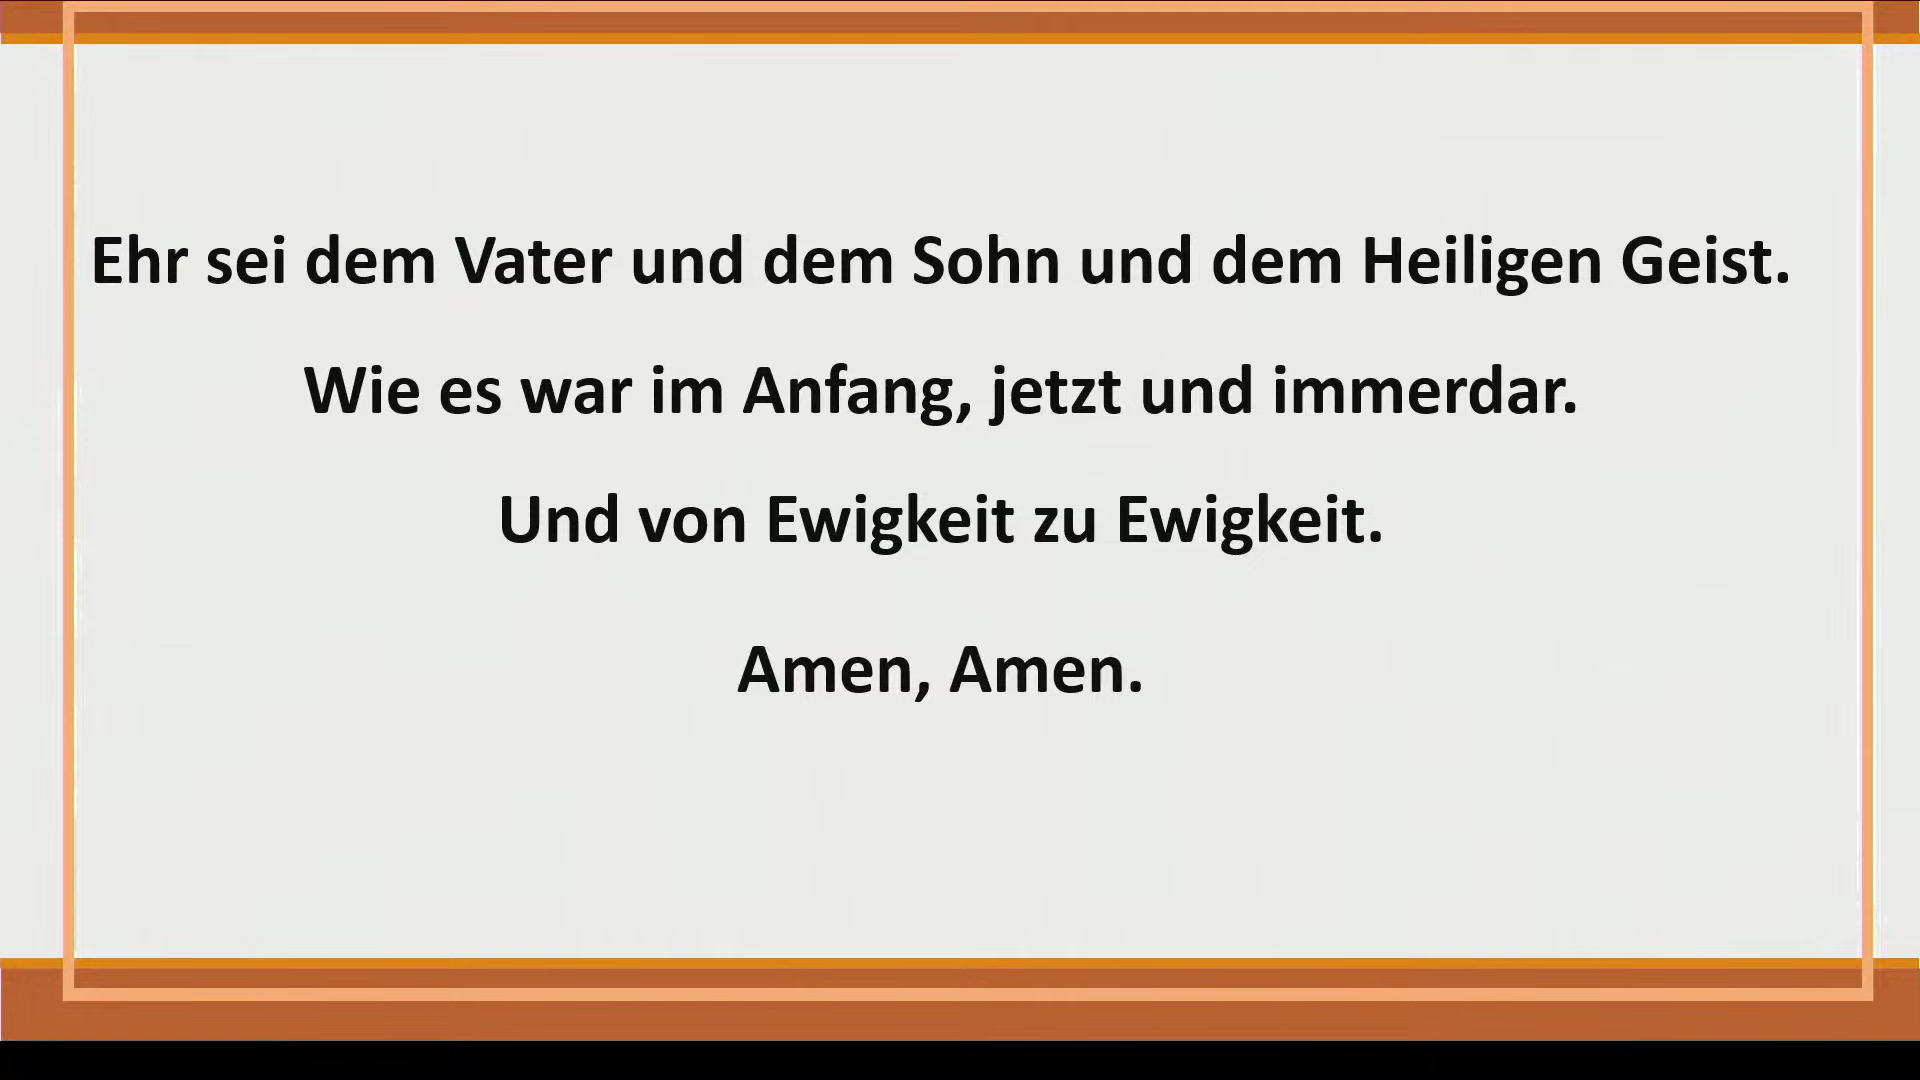 Ehr sei dem Vater und dem Sohn und dem Heiligen Geist.
Wie es war im Anfang, jetzt und immerdar.
Und von Ewigkeit zu Ewigkeit.
Amen, Amen.